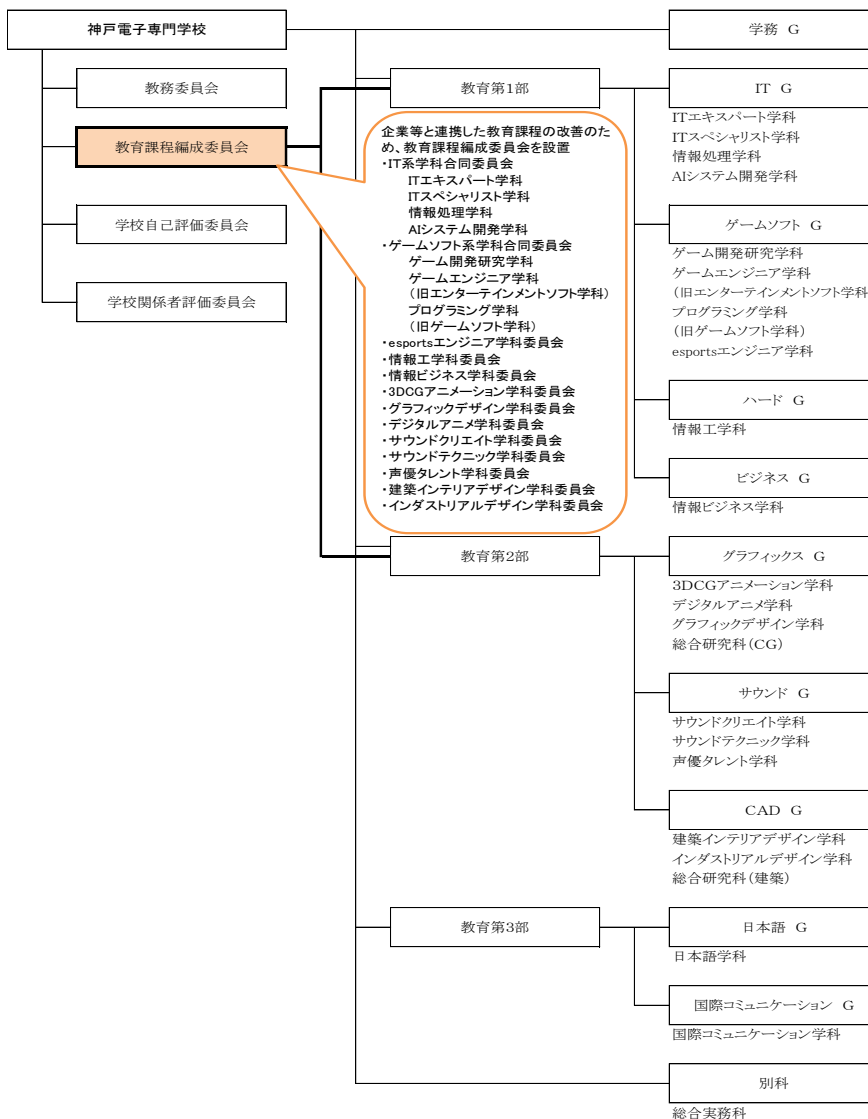 神戸電子専門学校
教務委員会
教育課程編成委員会
学校自己評価委員会
学校関係者評価委員会
教育第1部
企業等と連携した教育課程の改善のた
め、教育課程編成委員会を設置
・IT系学科合同委員会
ITエキスパート学科
ITスペシャリスト学科
情報処理学科
AIシステム開発学科
・ゲームソフト系学科合同委員会
ゲーム開発研究学科
ゲームエンジニア学科
（旧エンターテインメントソフト学科）
プログラミング学科
（旧ゲームソフト学科）
・esportsエンジニア学科委員会
・情報工学科委員会
・情報ビジネス学科委員会
・3DCGアニメーション学科委員会
・グラフィックデザイン学科委員会
・デジタルアニメ学科委員会
・サウンドクリエイト学科委員会
・サウンドテクニック学科委員会
・声優タレント学科委員会
・建築インテリアデザイン学科委員会
・インダストリアルデザイン学科委員会
教育第2部
教育第3部
学務 G
IT G
ITエキスパート学科
ITスペシャリスト学科
情報処理学科
AIシステム開発学科
ゲームソフト G
ゲーム開発研究学科
ゲームエンジニア学科
（旧エンターテインメントソフト学科
プログラミング学科
（旧ゲームソフト学科）
esportsエンジニア学科
ハード G
情報工学科
ビジネス G
情報ビジネス学科
グラフィックス G
3DCGアニメーション学科
デジタルアニメ学科
グラフィックデザイン学科
総合研究科（CG）
サウンド G
サウンドクリエイト学科
サウンドテクニック学科
声優タレント学科
CAD G
建築インテリアデザイン学科
インダストリアルデザイン学科
総合研究科（建築）
日本語 G
日本語学科
国際コミュニケーション G
国際コミュニケーション学科
別科
総合実務科